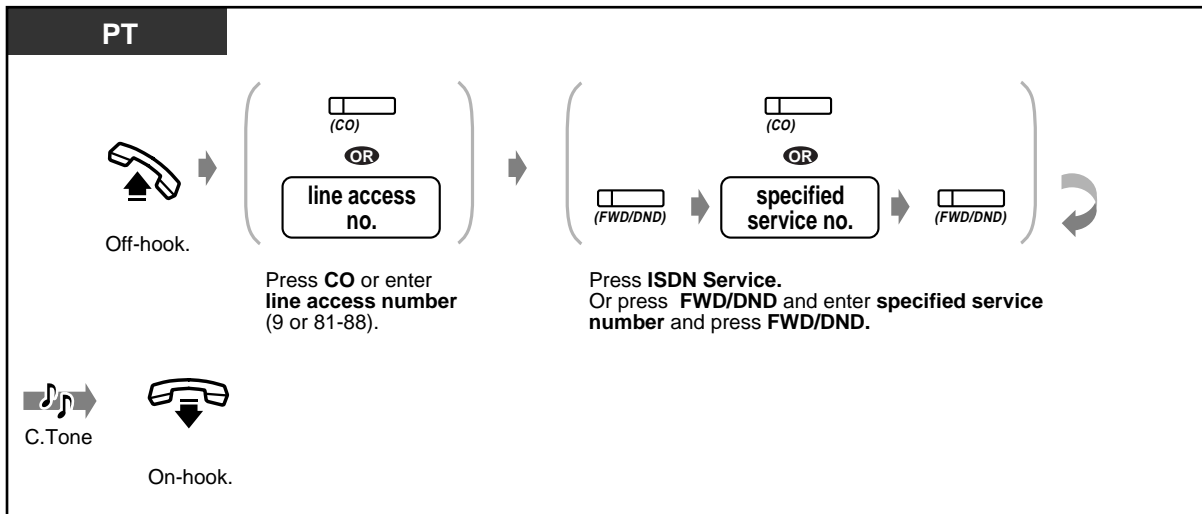 PT
Off-hook.
(CO)
OR
line access
no.
Press CO or enter
line access number
(9 or 81-88).
(CO)
OR
(FWD/DND)
specified
service no.
(FWD/DND)
Press ISDN Service.
Or press FWD/DND and enter specified service
number and press FWD/DND.
C.Tone
On-hook.